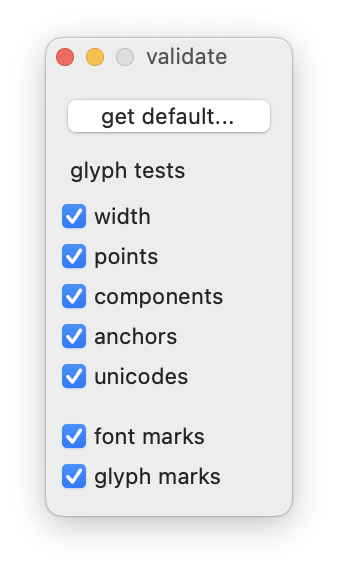 validate
get default...
glyph tests
width
points
components
anchors
unicodes
font marks
glyph marks